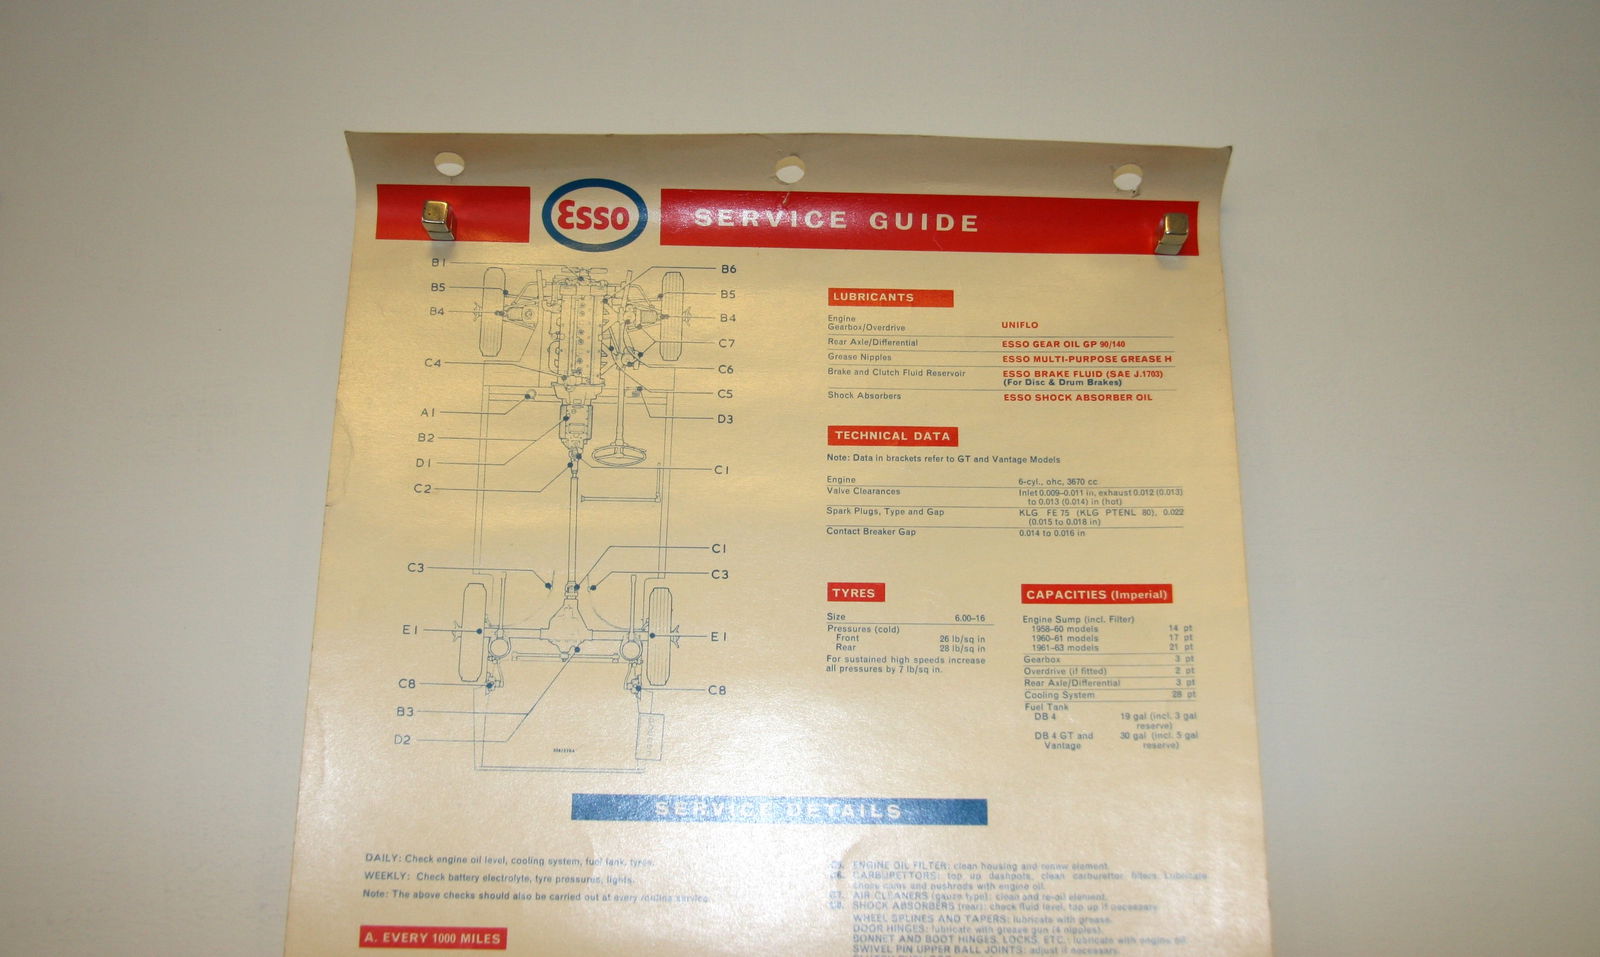 Esso
SERVICE GUIDE
B1
B6
B5
B5
B4
B4
C7
C4
C6
C5
A1
D3
B2
D1
C1
C2
C1
C3
C3
E1
E1
C8
C8
B3
D2
LUBRICANTS
Engine
Gearbox/Overdrive UNIFLO
Rear Axle/Differential ESSO GEAR OIL GP 90/140
Grease Nipples ESSO MULTI-PURPOSE GREASE H
Brake and Clutch Fluid Reservoir ESSO BRAKE FLUID (SAE J.1703)
(For Disc & Drum Brakes)
Shock Absorbers ESSO SHOCK ABSORBER OIL
TECHNICAL DATA
Note: Data in brackets refer to GT and Vantage Models
Engine 6-cyl., ohc, 3670 cc
Valve Clearances Inlet 0.009–0.011 in, exhaust 0.012 (0.013)
to 0.013 (0.014) in (hot)
Spark Plugs, Type and Gap KLG FE 75 (KLG PTENL 80), 0.022
(0.015 to 0.018 in)
Contact Breaker Gap 0.014 to 0.016 in
TYRES
Size 6.00–16
Pressures (cold)
Front 26 lb/sq in
Rear 28 lb/sq in
For sustained high speeds increase
all pressures by 7 lb/sq in.
CAPACITIES (Imperial)
Engine Sump (incl. Filter)
1958–60 models 14 pt
1960–61 models 17 pt
1961–63 models 21 pt
Gearbox 3 pt
Overdrive (if fitted) 2 pt
Rear Axle/Differential 3 pt
Cooling System 28 pt
Fuel Tank
DB 4 19 gal (incl. 3 gal
reserve)
DB 4 GT and 30 gal (incl. 5 gal
Vantage reserve)
SERVICE DETAILS
DAILY: Check engine oil level, cooling system, fuel tank, tyres.
WEEKLY: Check battery electrolyte, tyre pressures, lights.
Note: The above checks should also be carried out at every routine service
A. EVERY 1000 MILES
C5. ENGINE OIL FILTER: clean housing and renew element.
C6. CARBURETTORS: top up dashpots, clean carburettor filters. Lubricate
choke cams and pushrods with engine oil.
C7. AIR CLEANERS (gauze type): clean and re-oil element.
C8. SHOCK ABSORBERS (rear): check fluid level, top up if necessary
WHEEL SPLINES AND TAPERS: lubricate with grease.
DOOR HINGES: lubricate with grease gun (4 nipples).
BONNET AND BOOT HINGES, LOCKS, ETC.: lubricate with engine oil.
SWIVEL PIN UPPER BALL JOINTS: adjust if necessary.